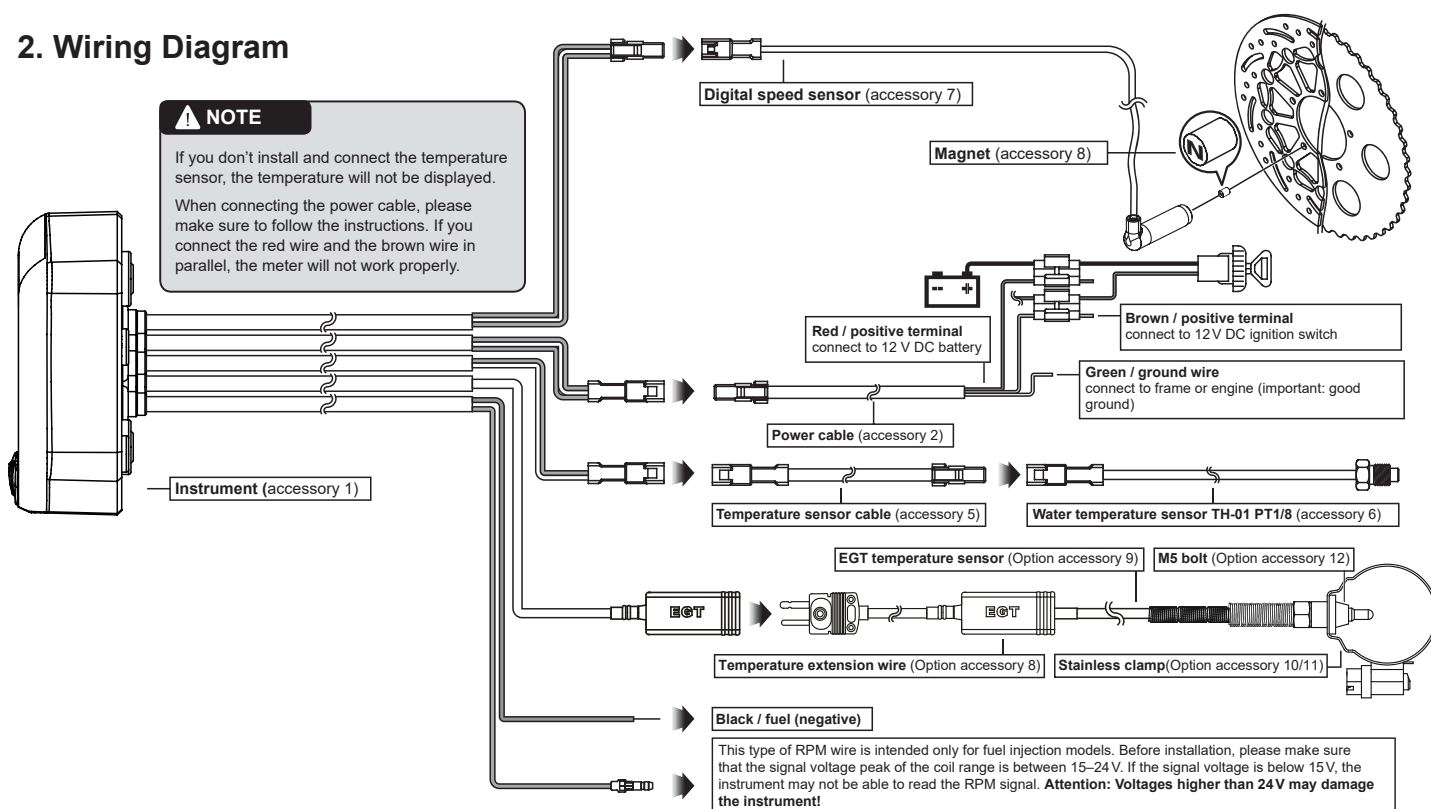 2. Wiring Diagram
NOTE
If you don't install and connect the temperature
sensor, the temperature will not be displayed.
When connecting the power cable, please
make sure to follow the instructions. If you
connect the red wire and the brown wire in
parallel, the meter will not work properly.
Digital speed sensor (accessory 7)
Magnet (accessory 8)
N
-- +
Red / positive terminal
connect to 12 V DC battery
Brown / positive terminal
connect to 12 V DC ignition switch
Green / ground wire
connect to frame or engine (important: good
ground)
Power cable (accessory 2)
Instrument (accessory 1)
Temperature sensor cable (accessory 5)
Water temperature sensor TH-01 PT1/8 (accessory 6)
EGT temperature sensor (Option accessory 9)
M5 bolt (Option accessory 12)
EGT
EGT
Temperature extension wire (Option accessory 8)
Stainless clamp(Option accessory 10/11)
Black / fuel (negative)
This type of RPM wire is intended only for fuel injection models. Before installation, please make sure
that the signal voltage peak of the coil range is between 15–24 V. If the signal voltage is below 15 V, the
instrument may not be able to read the RPM signal. Attention: Voltages higher than 24 V may damage
the instrument!